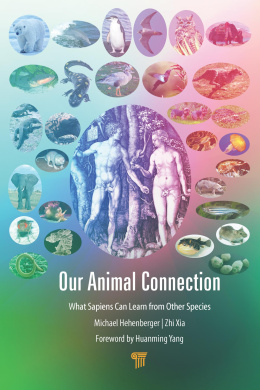 Our Animal Connection
What Sapiens Can Learn from Other Species
Michael Hehenberger | Zhi Xia
Foreword by Huanming Yang